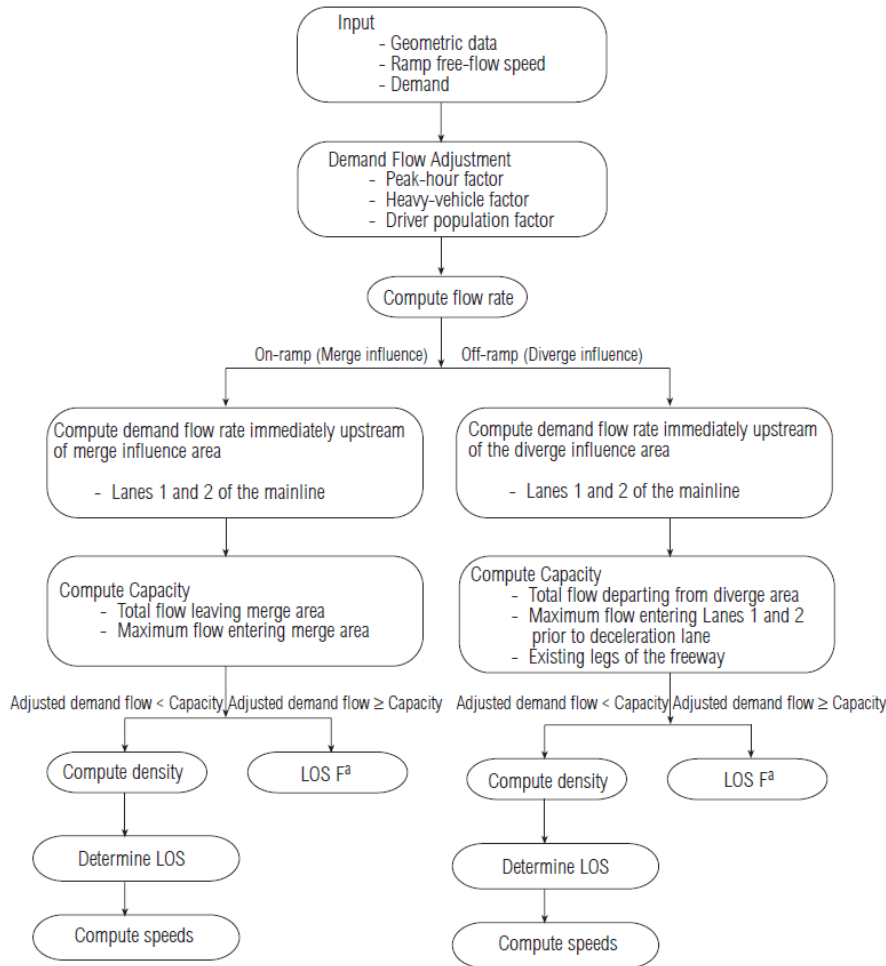 Input
- Geometric data
- Ramp free-flow speed
- Demand
Demand Flow Adjustment
- Peak-hour factor
- Heavy-vehicle factor
- Driver population factor
Compute flow rate
On-ramp (Merge influence)
Off-ramp (Diverge influence)
Compute demand flow rate immediately upstream
of merge influence area
- Lanes 1 and 2 of the mainline
Compute demand flow rate immediately upstream
of the diverge influence area
- Lanes 1 and 2 of the mainline
Compute Capacity
- Total flow leaving merge area
- Maximum flow entering merge area
Compute Capacity
- Total flow departing from diverge area
- Maximum flow entering Lanes 1 and 2
prior to deceleration lane
- Existing legs of the freeway
Adjusted demand flow < Capacity
Adjusted demand flow ≥ Capacity
Adjusted demand flow < Capacity
Adjusted demand flow ≥ Capacity
Compute density
LOS Fᵃ
Compute density
LOS Fᵃ
Determine LOS
Determine LOS
Compute speeds
Compute speeds